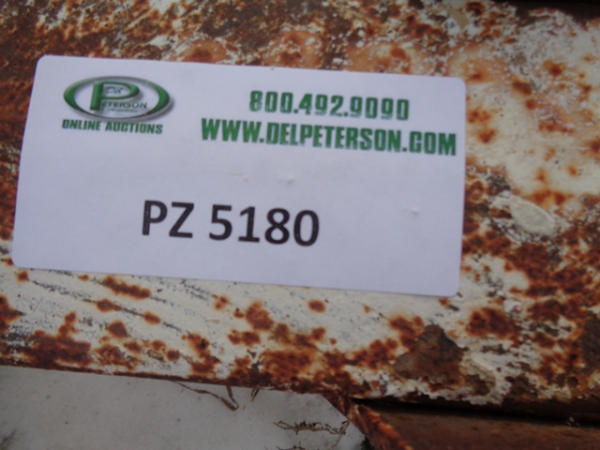 PETERSON
ONLINE AUCTIONS
800.492.9090
WWW.DELPETERSON.COM
PZ 5180